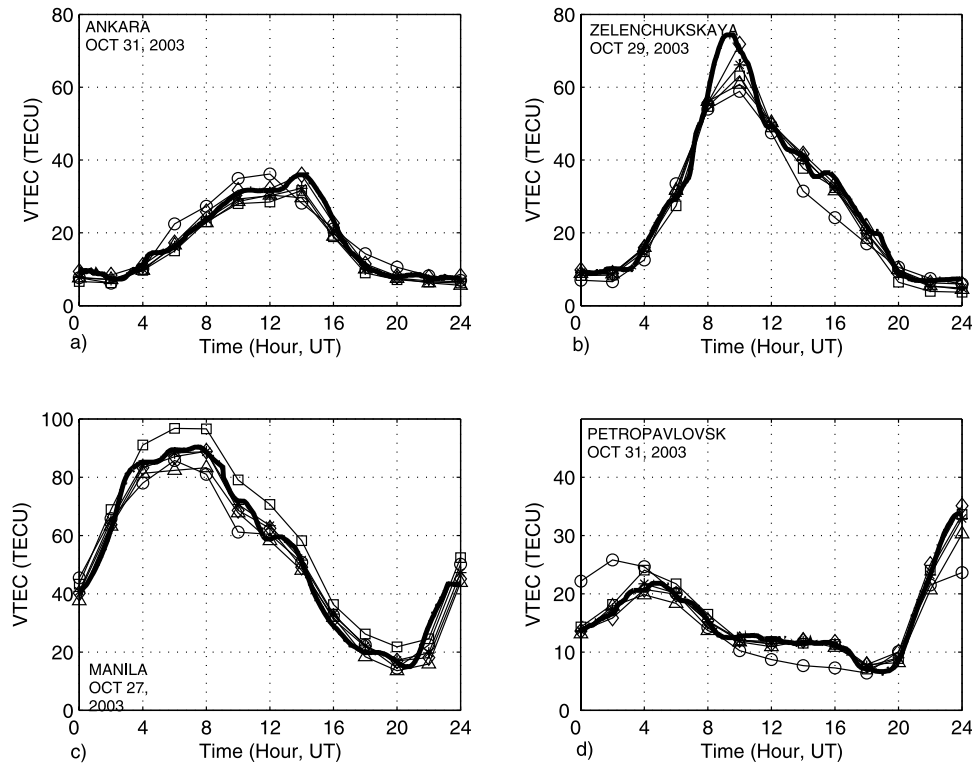 ANKARA
OCT 31, 2003
VTEC (TECU)
80
60
40
20
0
0 4 8 12 16 20 24
Time (Hour, UT)
a)
ZELENCHUKSKAYA
OCT 29, 2003
VTEC (TECU)
80
60
40
20
0
0 4 8 12 16 20 24
Time (Hour, UT)
b)
MANILA
OCT 27,
2003
VTEC (TECU)
100
80
60
40
20
0
0 4 8 12 16 20 24
Time (Hour, UT)
c)
PETROPAVLOVSK
OCT 31, 2003
VTEC (TECU)
40
30
20
10
0
0 4 8 12 16 20 24
Time (Hour, UT)
d)